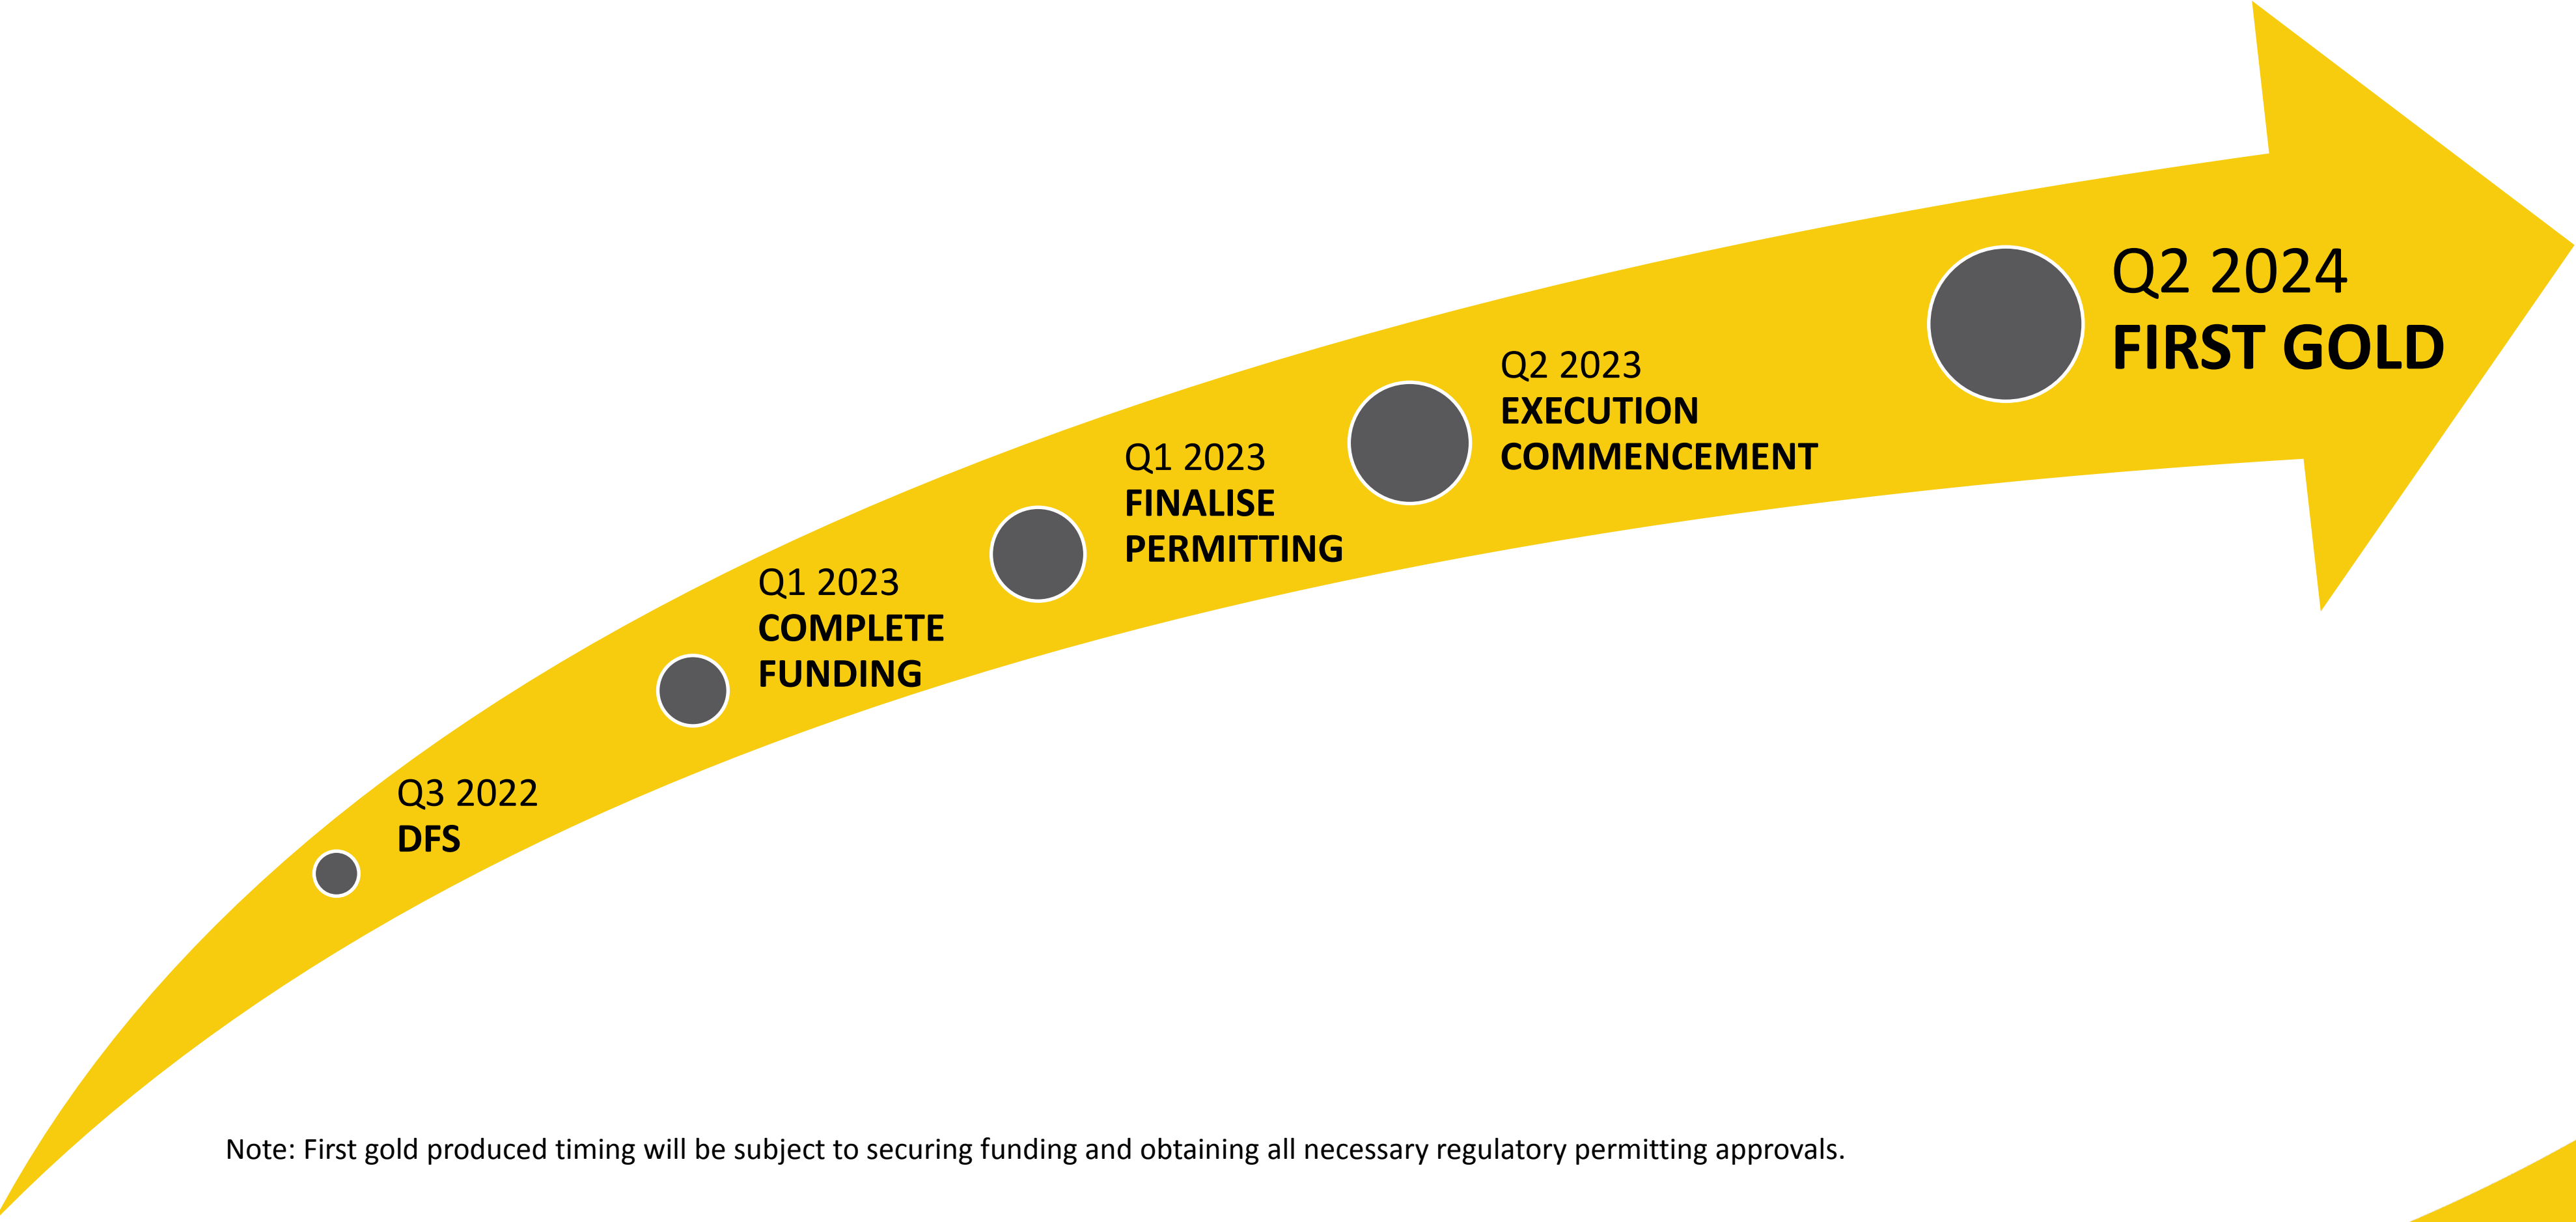 Q3 2022
DFS
Q1 2023
COMPLETE
FUNDING
Q1 2023
FINALISE
PERMITTING
Q2 2023
EXECUTION
COMMENCEMENT
Q2 2024
FIRST GOLD
Note: First gold produced timing will be subject to securing funding and obtaining all necessary regulatory permitting approvals.